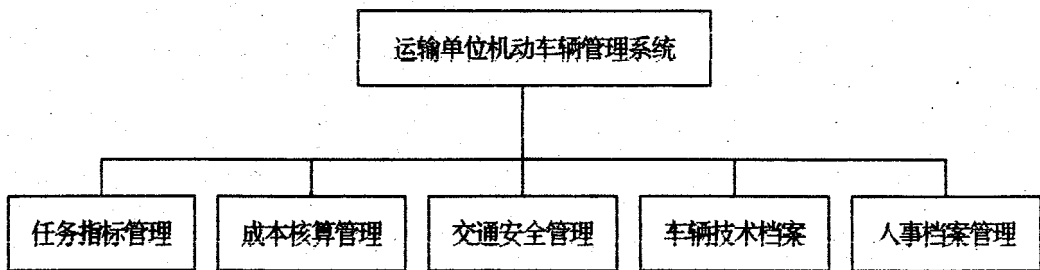 运输单位机动车辆管理系统
任务指标管理
成本核算管理
交通安全管理
车辆技术档案
人事档案管理